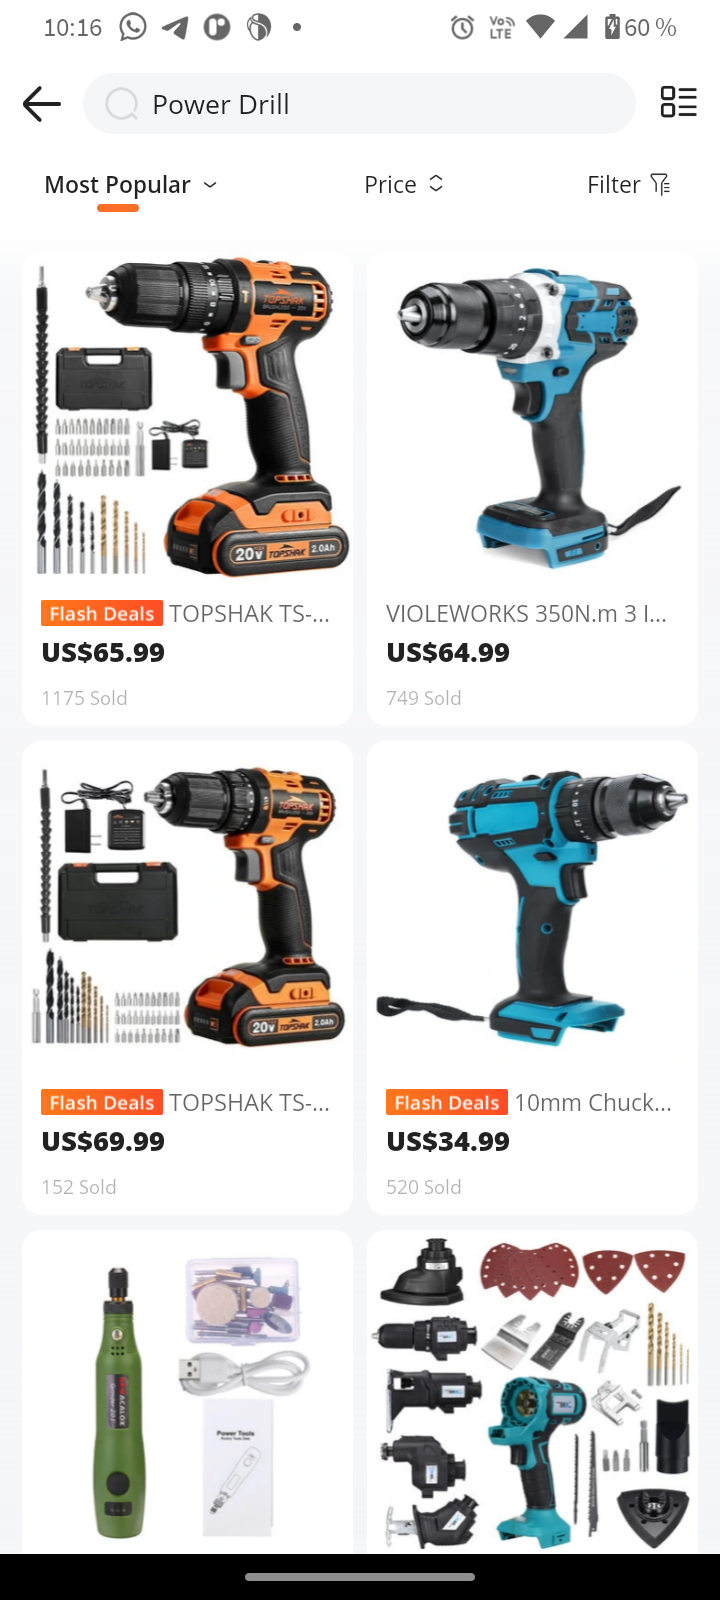 10:16
Vo LTE
60 %
Power Drill
Most Popular
Price
Filter
TOPSHAK
20V TOPSHAK 2.0Ah
Flash Deals TOPSHAK TS-...
US$65.99
1175 Sold
VIOLEWORKS 350N.m 3 I...
US$64.99
749 Sold
TOPSHAK
20V TOPSHAK 2.0Ah
Flash Deals TOPSHAK TS-...
US$69.99
152 Sold
Flash Deals 10mm Chuck...
US$34.99
520 Sold
NEWACALOX
Power Tools